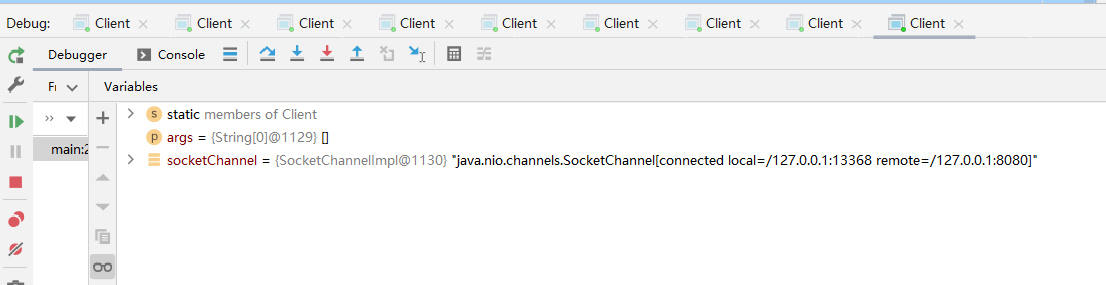 Debug: Client Client Client Client Client Client Client Client Client
Debugger Console
Fr Variables
static members of Client
args = {String[0]@1129} []
main:2
socketChannel = {SocketChannelImpl@1130} "java.nio.channels.SocketChannel[connected local=/127.0.0.1:13368 remote=/127.0.0.1:8080]"